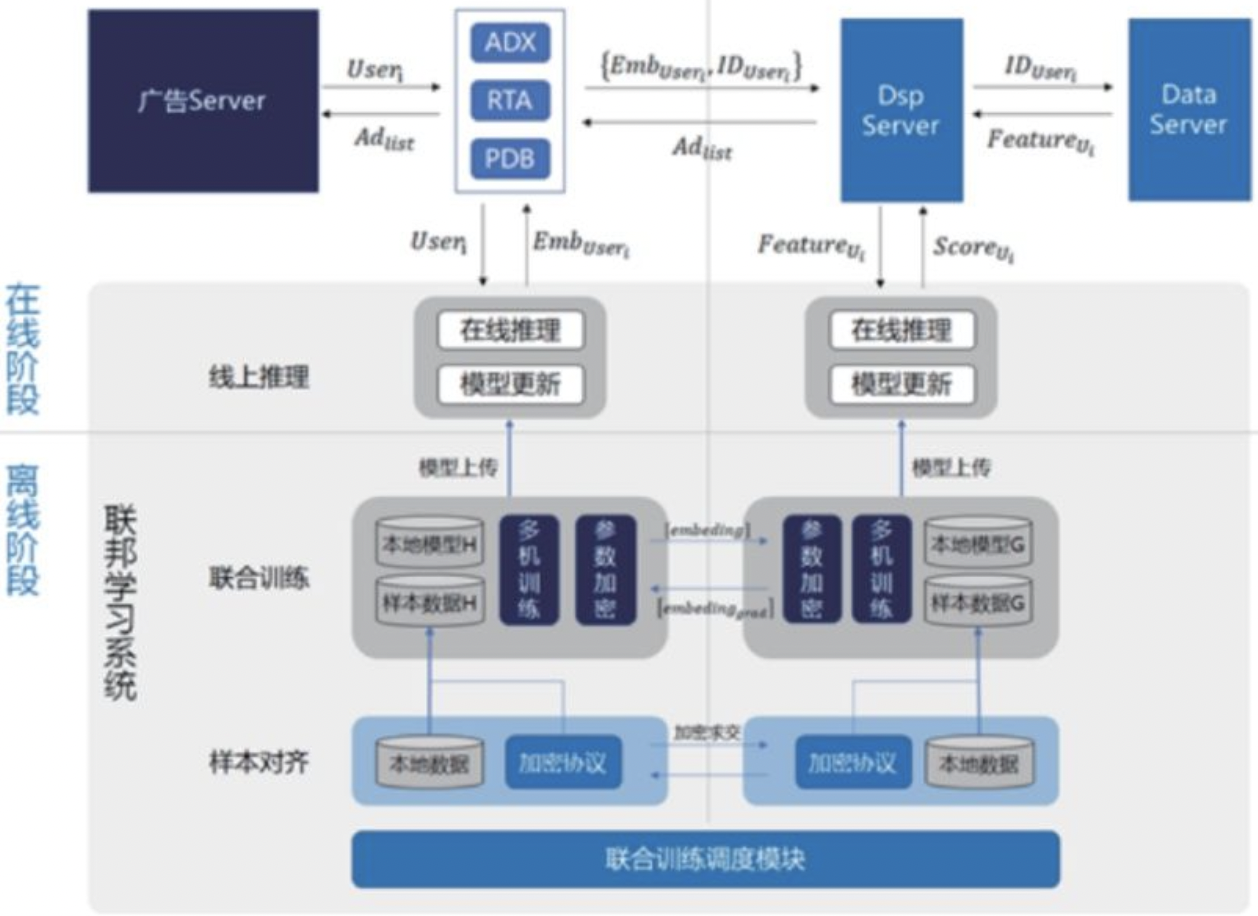 广告Server
User_i
Ad_list
ADX
RTA
PDB
{Emb_User_i, ID_User_i}
Ad_list
Dsp
Server
ID_User_i
Feature_U_i
Data
Server
User_i
Emb_User_i
Feature_U_i
Score_U_i
在线阶段
线上推理
在线推理
模型更新
在线推理
模型更新
离线阶段
联邦学习系统
模型上传
模型上传
联合训练
本地模型H
样本数据H
多机训练
参数加密
[embeding]
[embeding_grad]
参数加密
多机训练
本地模型G
样本数据G
样本对齐
本地数据
加密协议
加密求交
加密协议
本地数据
联合训练调度模块